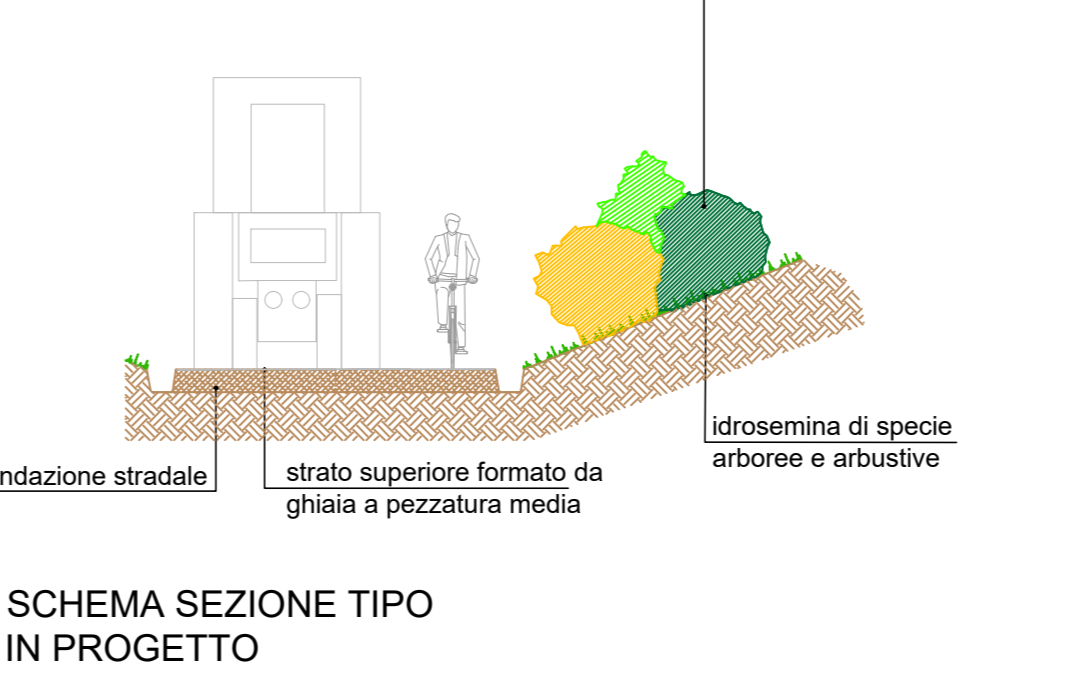 idrosemina di specie
arboree e arbustive
ndazione stradale
strato superiore formato da
ghiaia a pezzatura media
SCHEMA SEZIONE TIPO
IN PROGETTO